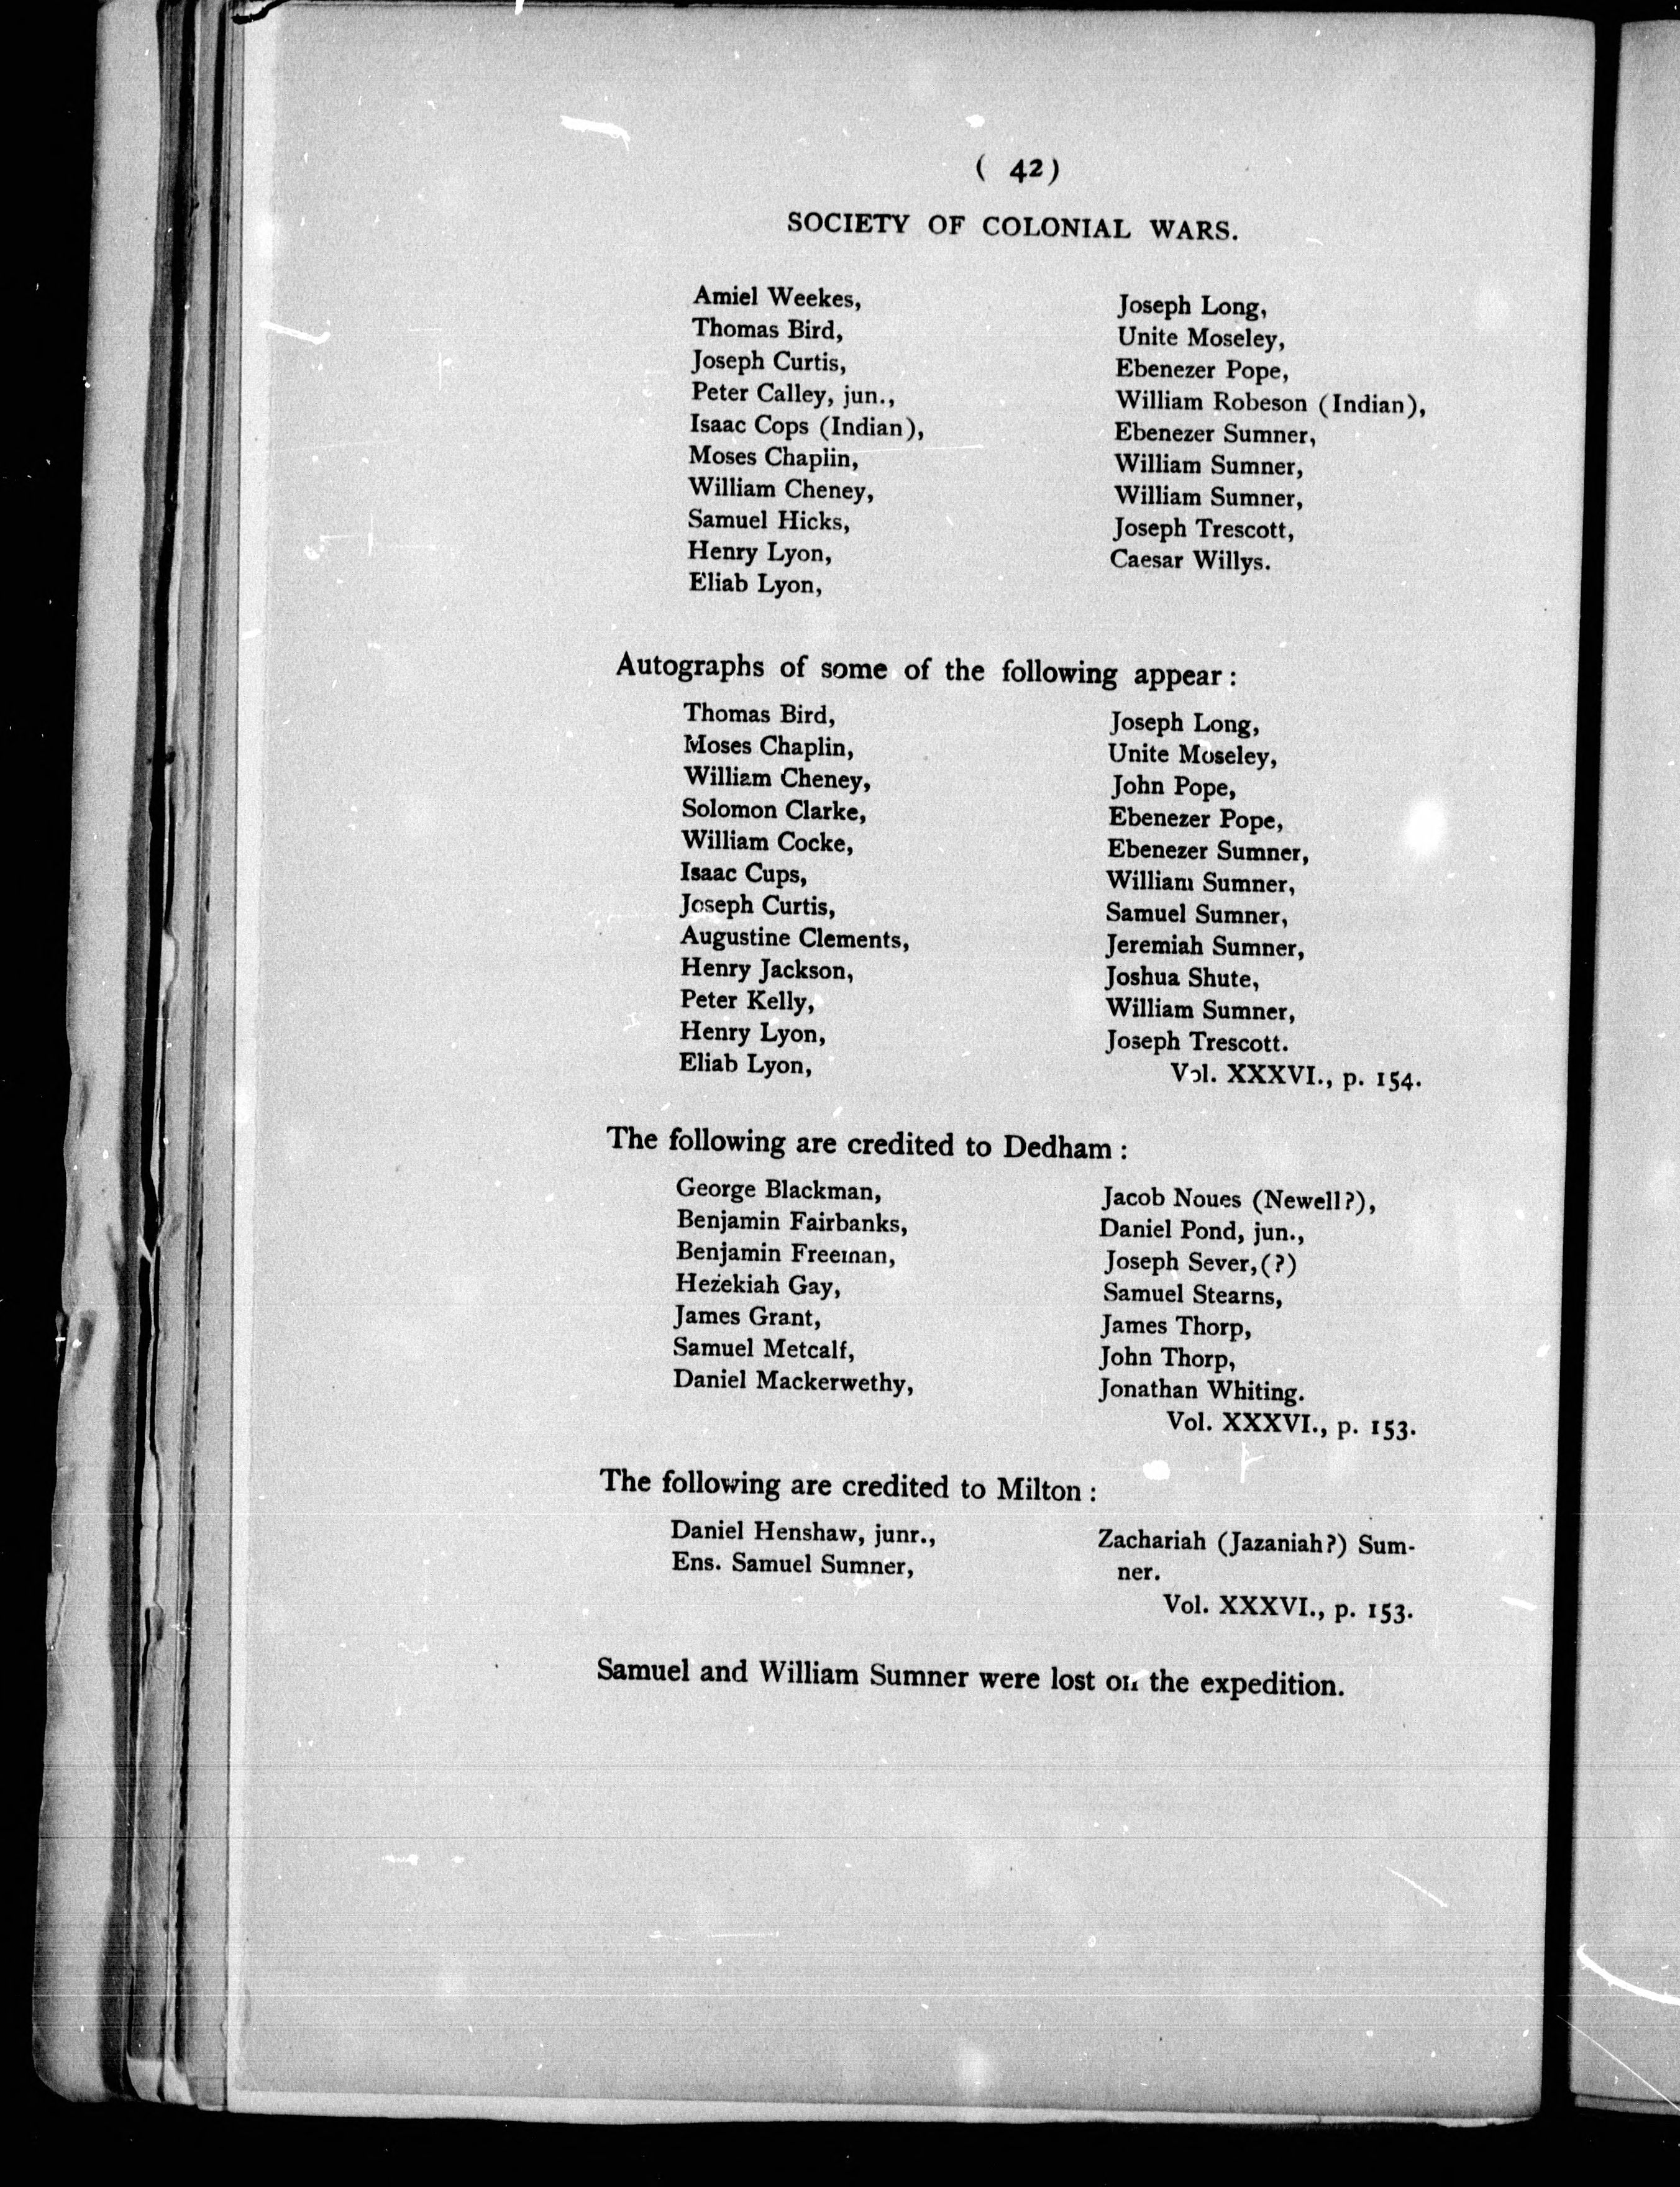 ( 42 )
SOCIETY OF COLONIAL WARS.
Amiel Weekes,
Thomas Bird,
Joseph Curtis,
Peter Calley, jun.,
Isaac Cops (Indian),
Moses Chaplin,
William Cheney,
Samuel Hicks,
Henry Lyon,
Eliab Lyon,
Joseph Long,
Unite Moseley,
Ebenezer Pope,
William Robeson (Indian),
Ebenezer Sumner,
William Sumner,
William Sumner,
Joseph Trescott,
Caesar Willys.
Autographs of some of the following appear :
Thomas Bird,
Moses Chaplin,
William Cheney,
Solomon Clarke,
William Cocke,
Isaac Cups,
Joseph Curtis,
Augustine Clements,
Henry Jackson,
Peter Kelly,
Henry Lyon,
Eliab Lyon,
Joseph Long,
Unite Moseley,
John Pope,
Ebenezer Pope,
Ebenezer Sumner,
William Sumner,
Samuel Sumner,
Jeremiah Sumner,
Joshua Shute,
William Sumner,
Joseph Trescott.
Vol. XXXVI., p. 154.
The following are credited to Dedham :
George Blackman,
Benjamin Fairbanks,
Benjamin Freeman,
Hezekiah Gay,
James Grant,
Samuel Metcalf,
Daniel Mackerwethy,
Jacob Noues (Newell?),
Daniel Pond, jun.,
Joseph Sever,(?)
Samuel Stearns,
James Thorp,
John Thorp,
Jonathan Whiting.
Vol. XXXVI., p. 153.
The following are credited to Milton :
Daniel Henshaw, junr.,
Ens. Samuel Sumner,
Zachariah (Jazaniah?) Sum-
ner.
Vol. XXXVI., p. 153.
Samuel and William Sumner were lost on the expedition.